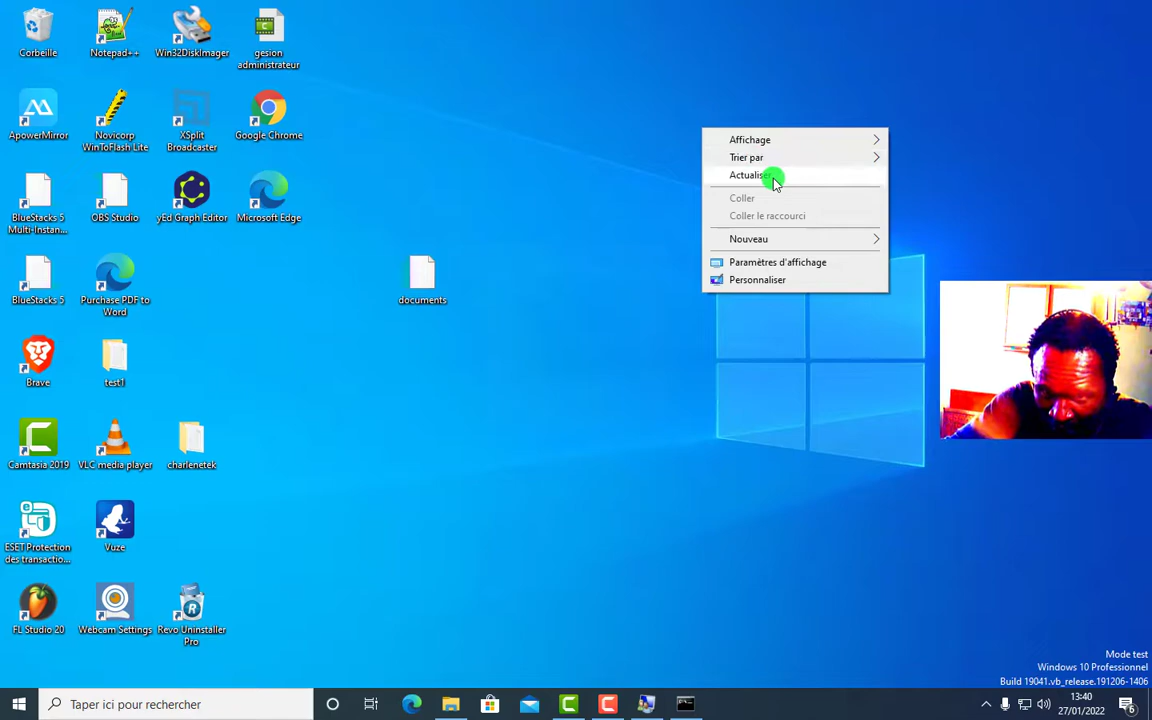 Corbeille
Notepad++
Win32DiskImager
gesion
administrateur
ApowerMirror
Novicorp
WinToFlash Lite
XSplit
Broadcaster
Google Chrome
BlueStacks 5
Multi-Instan...
OBS Studio
yEd Graph Editor
Microsoft Edge
BlueStacks 5
Purchase PDF to
Word
documents
Brave
test1
Camtasia 2019
VLC media player
charlenetek
ESET Protection
des transactio...
Vuze
FL Studio 20
Webcam Settings
Revo Uninstaller
Pro
Affichage
Trier par
Actualiser
Coller
Coller le raccourci
Nouveau
Paramètres d'affichage
Personnaliser
Mode test
Windows 10 Professionnel
Build 19041.vb_release.191206-1406
Taper ici pour rechercher
13:40
27/01/2022
6